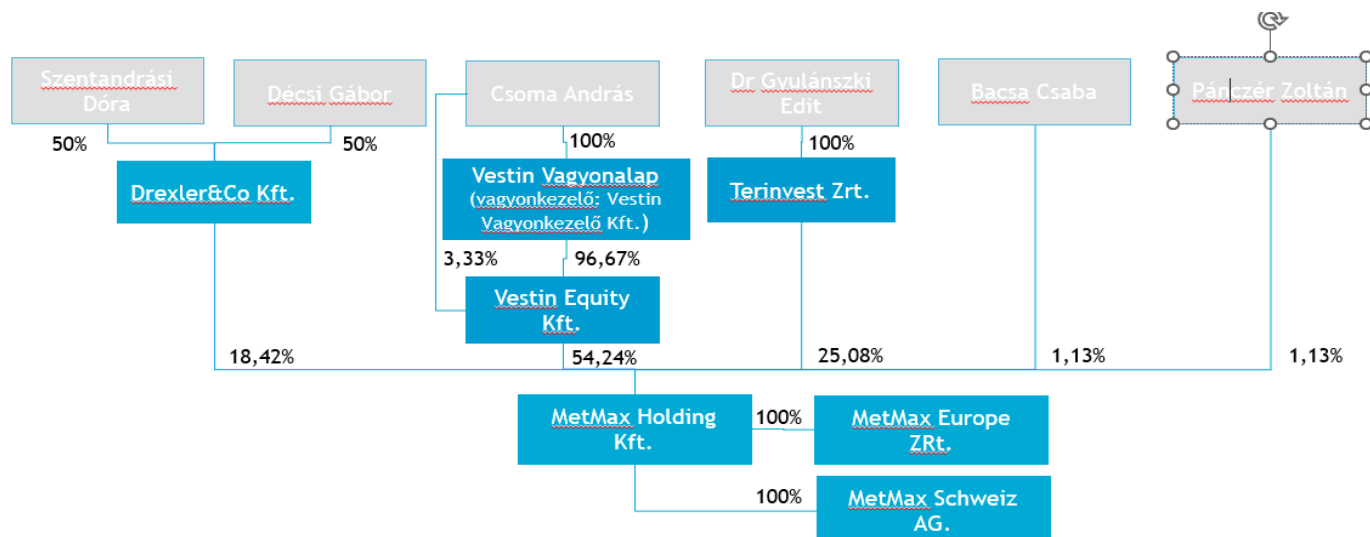 Szentandrási
Dóra
Décsi Gábor
Csoma András
Dr Gyulánszki
Edit
Bacsa Csaba
Pánczér Zoltán
50%
50%
100%
100%
Drexler&Co Kft.
Vestin Vagyonalap
(vagyonkezelő: Vestin
Vagyonkezelő Kft.)
Terinvest Zrt.
3,33%
96,67%
Vestin Equity
Kft.
18,42%
54,24%
25,08%
1,13%
1,13%
MetMax Holding
Kft.
100%
MetMax Europe
ZRt.
100%
MetMax Schweiz
AG.